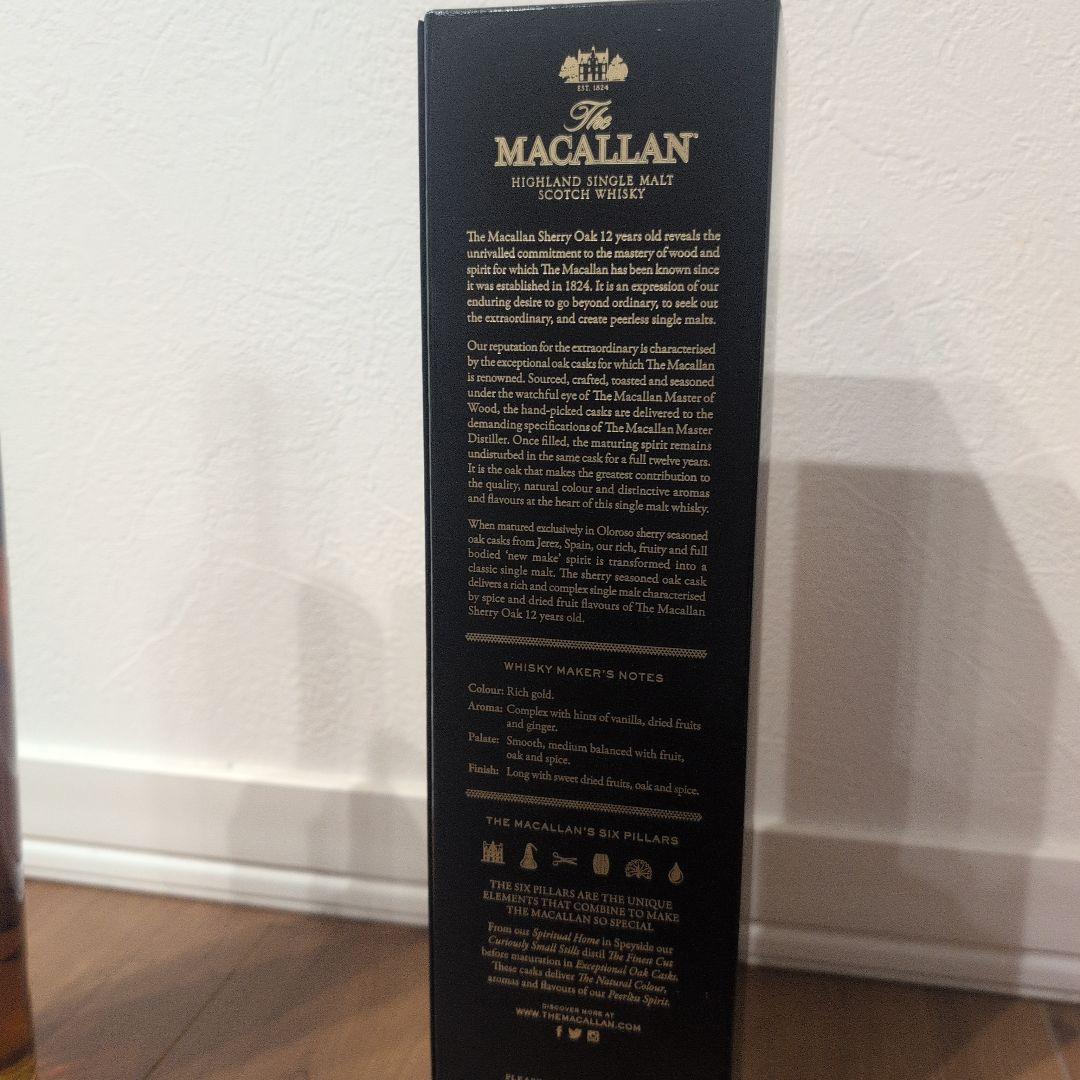 EST. 1824
The
MACALLAN
HIGHLAND SINGLE MALT
SCOTCH WHISKY
The Macallan Sherry Oak 12 years old reveals the
unrivalled commitment to the mastery of wood and
spirit for which The Macallan has been known since
it was established in 1824. It is an expression of our
enduring desire to go beyond ordinary, to seek out
the extraordinary, and create peerless single malts.
Our reputation for the extraordinary is characterised
by the exceptional oak casks for which The Macallan
is renowned. Sourced, crafted, toasted and seasoned
under the watchful eye of The Macallan Master of
Wood, the hand-picked casks are delivered to the
demanding specifications of The Macallan Master
Distiller. Once filled, the maturing spirit remains
undisturbed in the same cask for a full twelve years.
It is the oak that makes the greatest contribution to
the quality, natural colour and distinctive aromas
and flavours at the heart of this single malt whisky.
When matured exclusively in Oloroso sherry seasoned
oak casks from Jerez, Spain, our rich, fruity and full
bodied ‘new make’ spirit is transformed into a
classic single malt. The sherry seasoned oak cask
delivers a rich and complex single malt characterised
by spice and dried fruit flavours of The Macallan
Sherry Oak 12 years old.
WHISKY MAKER'S NOTES
Colour: Rich gold.
Aroma: Complex with hints of vanilla, dried fruits
and ginger.
Palate: Smooth, medium balanced with fruit,
oak and spice.
Finish: Long with sweet dried fruits, oak and spice.
THE MACALLAN'S SIX PILLARS
THE SIX PILLARS ARE THE UNIQUE
ELEMENTS THAT COMBINE TO MAKE
THE MACALLAN SO SPECIAL
From our Spiritual Home in Speyside our
Curiously Small Stills distil The Finest Cut
before maturation in Exceptional Oak Casks.
These casks deliver The Natural Colour,
aromas and flavours of our Peerless Spirit.
DISCOVER MORE AT
WWW.THEMACALLAN.COM